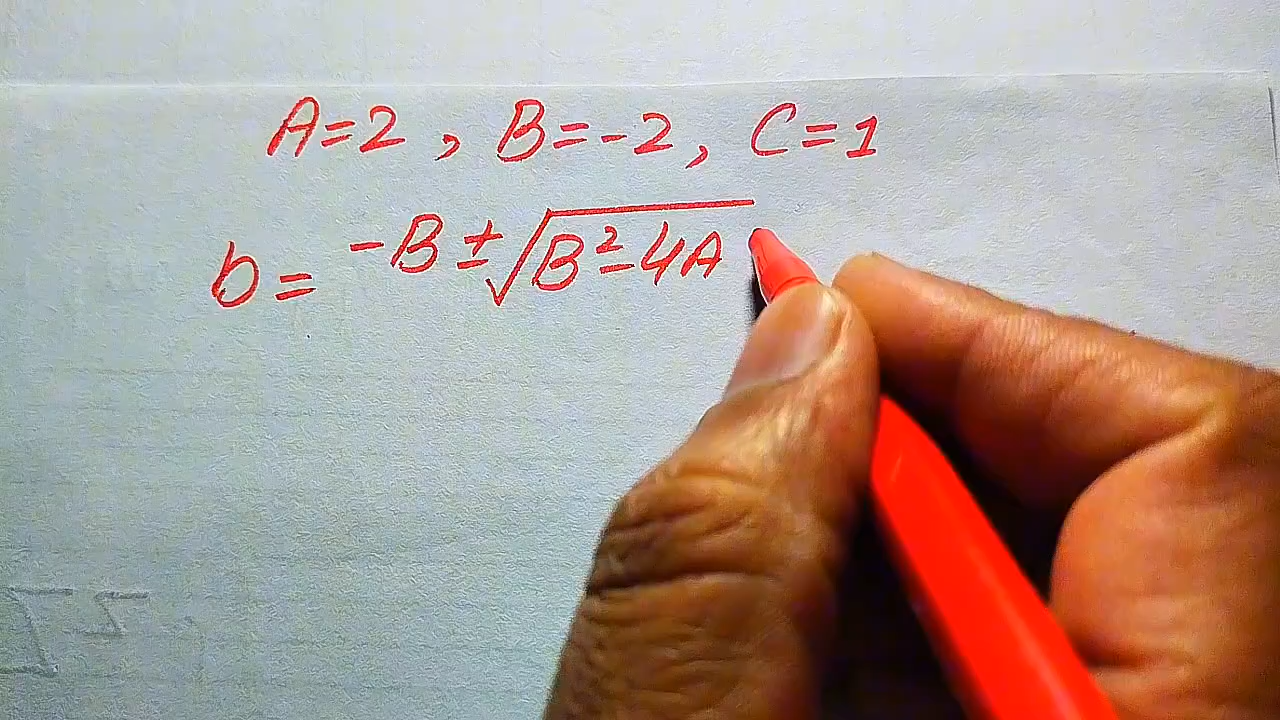 A=2, B=-2, C=1
b= -B±√B²-4A